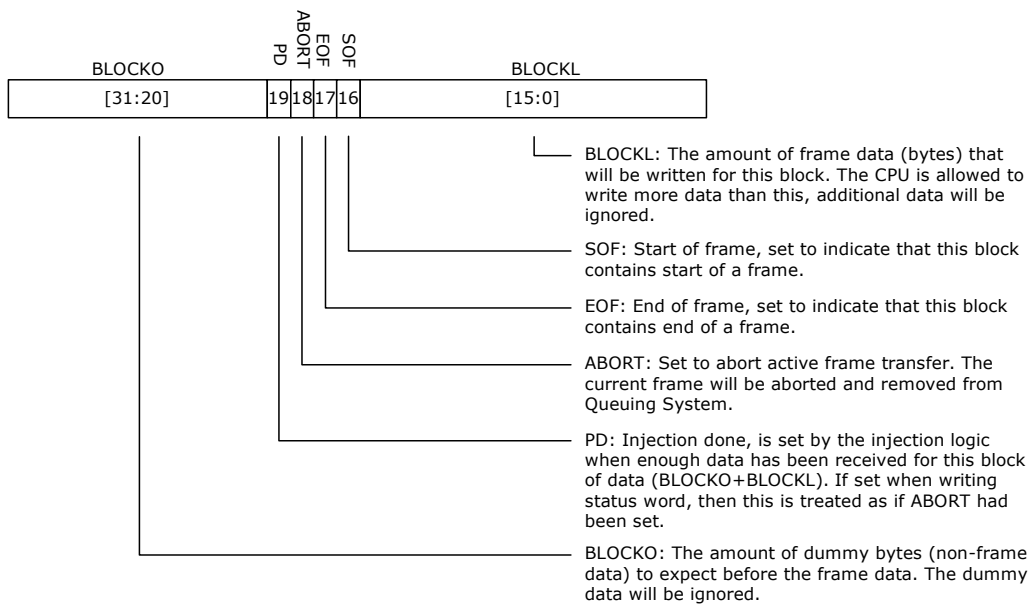 PD
ABORT
EOF
SOF
BLOCKO
BLOCKL
[31:20]
19
18
17
16
[15:0]
BLOCKL: The amount of frame data (bytes) that
will be written for this block. The CPU is allowed to
write more data than this, additional data will be
ignored.
SOF: Start of frame, set to indicate that this block
contains start of a frame.
EOF: End of frame, set to indicate that this block
contains end of a frame.
ABORT: Set to abort active frame transfer. The
current frame will be aborted and removed from
Queuing System.
PD: Injection done, is set by the injection logic
when enough data has been received for this block
of data (BLOCKO+BLOCKL). If set when writing
status word, then this is treated as if ABORT had
been set.
BLOCKO: The amount of dummy bytes (non-frame
data) to expect before the frame data. The dummy
data will be ignored.